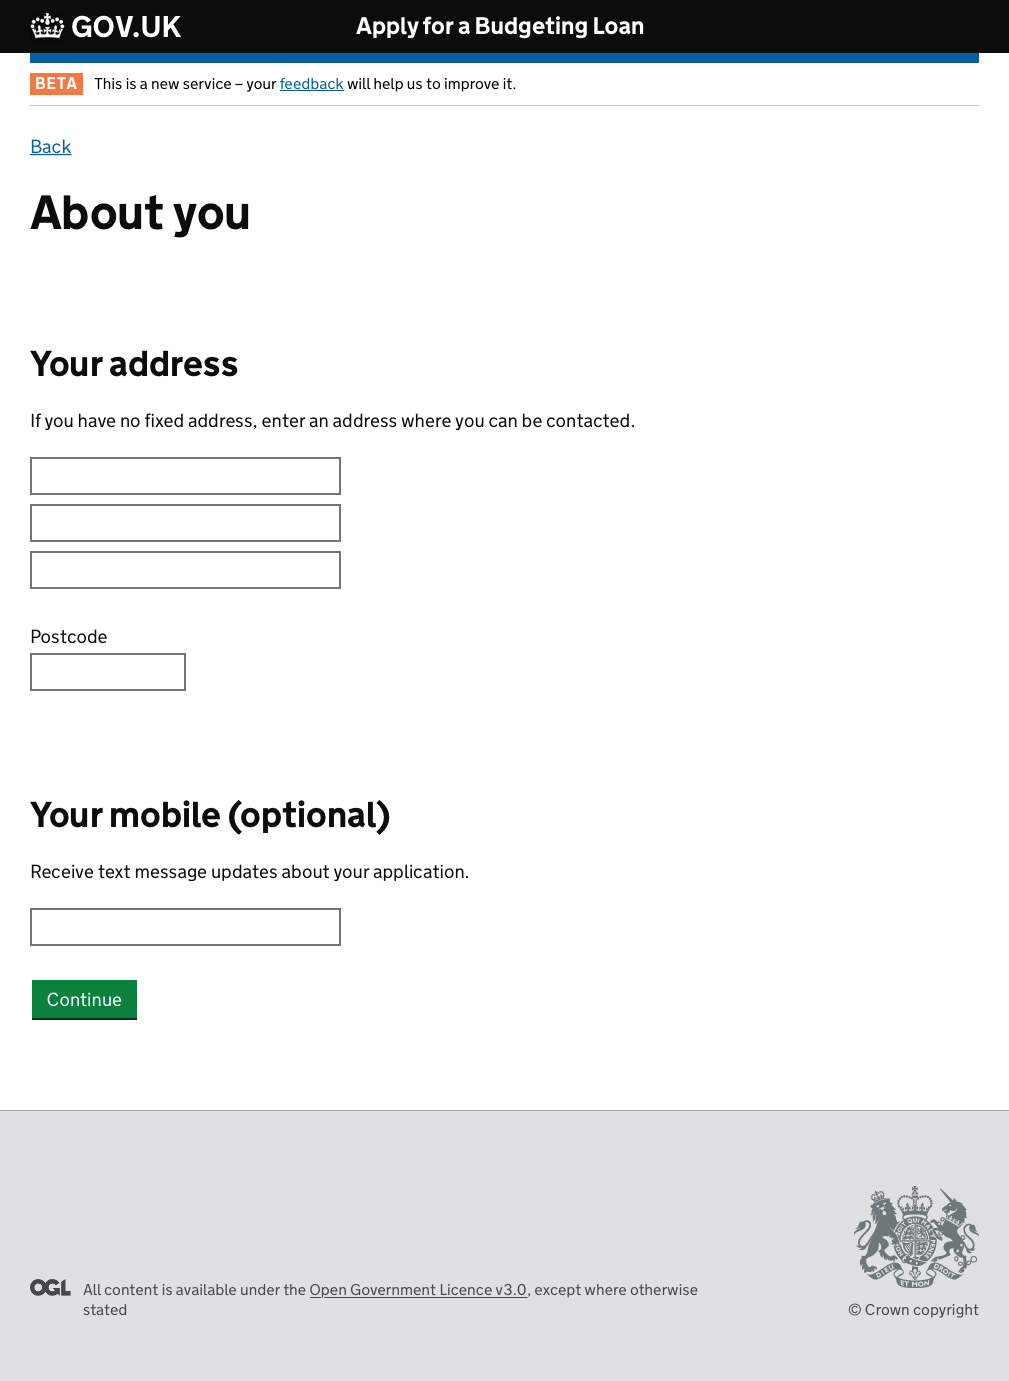 GOV.UK
Apply for a Budgeting Loan
BETA
This is a new service – your feedback will help us to improve it.
Back
About you
Your address
If you have no fixed address, enter an address where you can be contacted.
Postcode
Your mobile (optional)
Receive text message updates about your application.
Continue
OGL
All content is available under the Open Government Licence v3.0, except where otherwise
stated
© Crown copyright